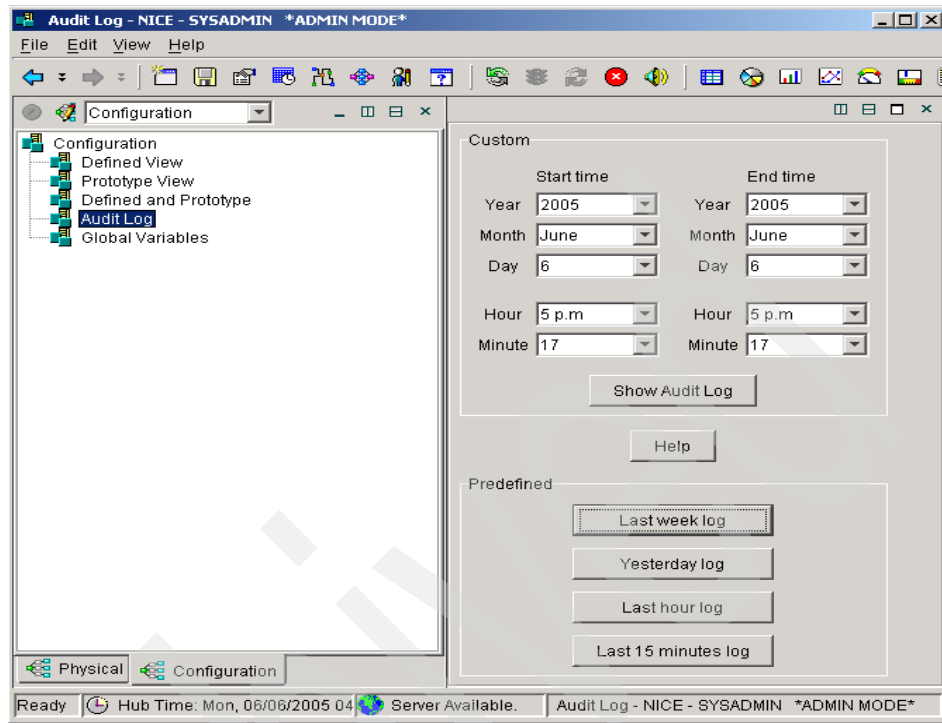 Audit Log - NICE - SYSADMIN *ADMIN MODE*
File Edit View Help
Configuration
Configuration
Defined View
Prototype View
Defined and Prototype
Audit Log
Global Variables
Physical
Configuration
Custom
Start time End time
Year 2005 Year 2005
Month June Month June
Day 6 Day 6
Hour 5 p.m Hour 5 p.m
Minute 17 Minute 17
Show Audit Log
Help
Predefined
Last week log
Yesterday log
Last hour log
Last 15 minutes log
Ready Hub Time: Mon, 06/06/2005 04 Server Available. Audit Log - NICE - SYSADMIN *ADMIN MODE*